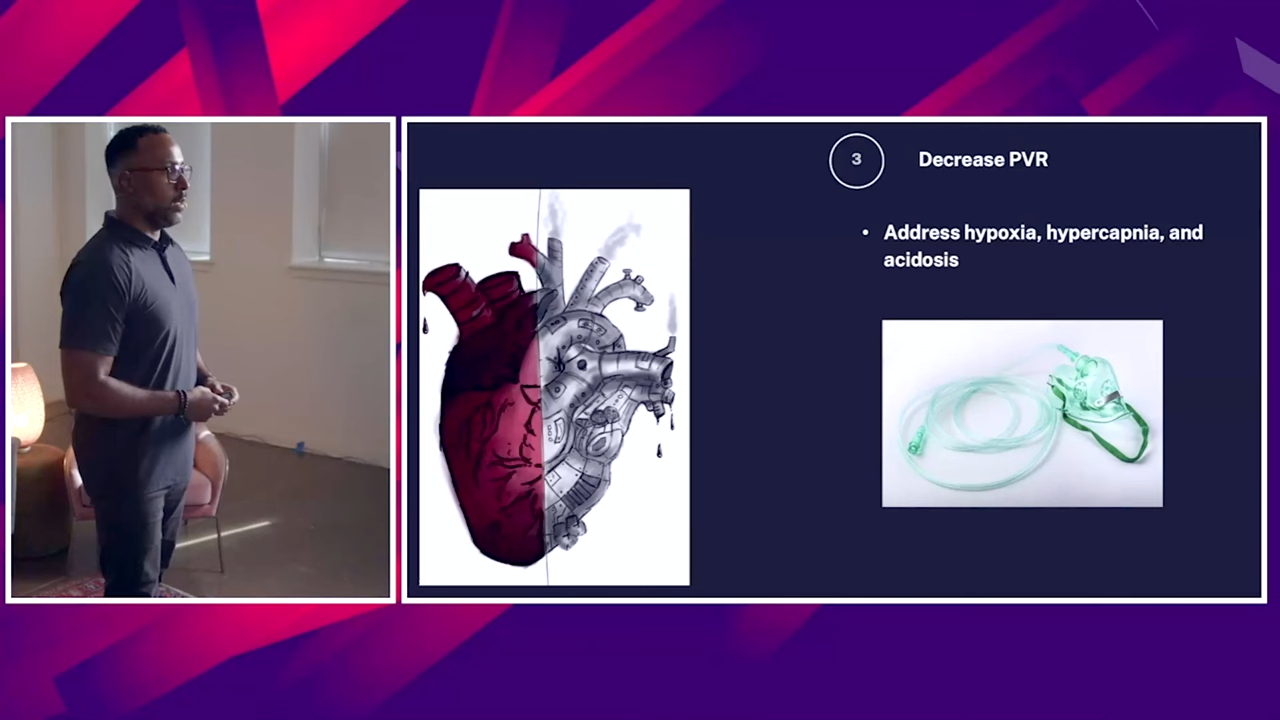 3
Decrease PVR
• Address hypoxia, hypercapnia, and
acidosis